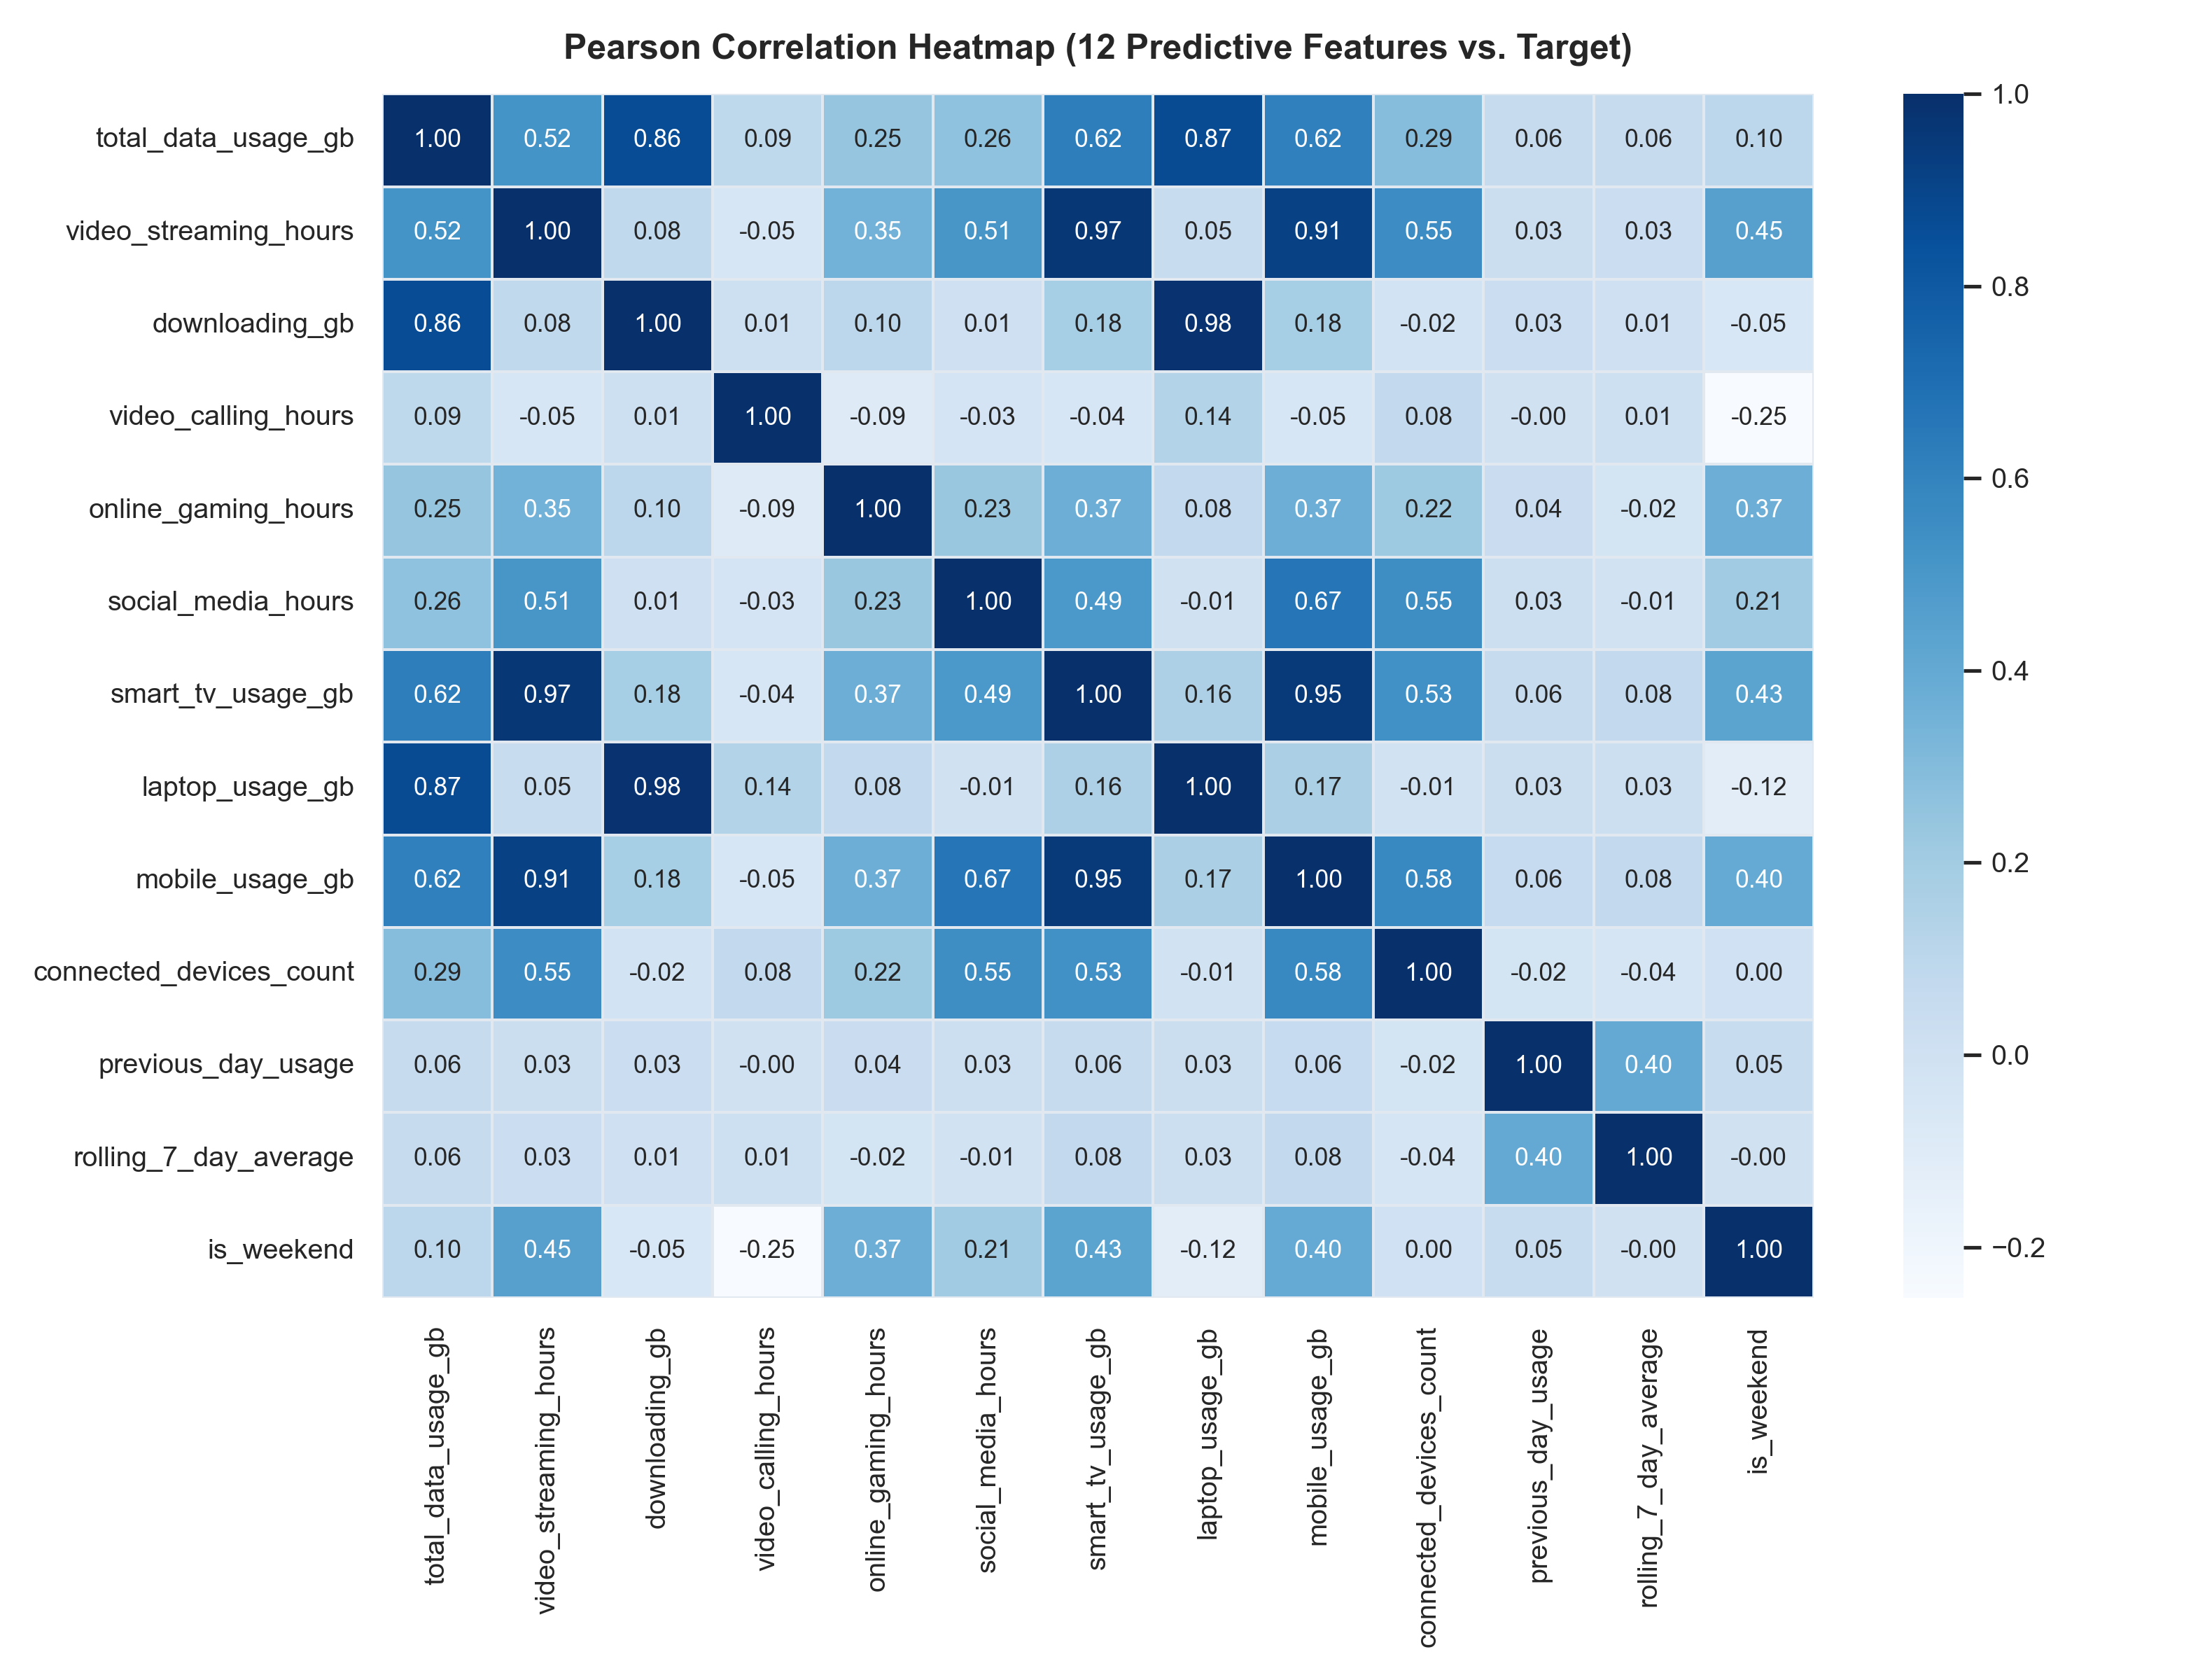 Pearson Correlation Heatmap (12 Predictive Features vs. Target)
total_data_usage_gb 1.00 0.52 0.86 0.09 0.25 0.26 0.62 0.87 0.62 0.29 0.06 0.06 0.10
video_streaming_hours 0.52 1.00 0.08 -0.05 0.35 0.51 0.97 0.05 0.91 0.55 0.03 0.03 0.45
downloading_gb 0.86 0.08 1.00 0.01 0.10 0.01 0.18 0.98 0.18 -0.02 0.03 0.01 -0.05
video_calling_hours 0.09 -0.05 0.01 1.00 -0.09 -0.03 -0.04 0.14 -0.05 0.08 -0.00 0.01 -0.25
online_gaming_hours 0.25 0.35 0.10 -0.09 1.00 0.23 0.37 0.08 0.37 0.22 0.04 -0.02 0.37
social_media_hours 0.26 0.51 0.01 -0.03 0.23 1.00 0.49 -0.01 0.67 0.55 0.03 -0.01 0.21
smart_tv_usage_gb 0.62 0.97 0.18 -0.04 0.37 0.49 1.00 0.16 0.95 0.53 0.06 0.08 0.43
laptop_usage_gb 0.87 0.05 0.98 0.14 0.08 -0.01 0.16 1.00 0.17 -0.01 0.03 0.03 -0.12
mobile_usage_gb 0.62 0.91 0.18 -0.05 0.37 0.67 0.95 0.17 1.00 0.58 0.06 0.08 0.40
connected_devices_count 0.29 0.55 -0.02 0.08 0.22 0.55 0.53 -0.01 0.58 1.00 -0.02 -0.04 0.00
previous_day_usage 0.06 0.03 0.03 -0.00 0.04 0.03 0.06 0.03 0.06 -0.02 1.00 0.40 0.05
rolling_7_day_average 0.06 0.03 0.01 0.01 -0.02 -0.01 0.08 0.03 0.08 -0.04 0.40 1.00 -0.00
is_weekend 0.10 0.45 -0.05 -0.25 0.37 0.21 0.43 -0.12 0.40 0.00 0.05 -0.00 1.00
total_data_usage_gb
video_streaming_hours
downloading_gb
video_calling_hours
online_gaming_hours
social_media_hours
smart_tv_usage_gb
laptop_usage_gb
mobile_usage_gb
connected_devices_count
previous_day_usage
rolling_7_day_average
is_weekend
1.0
0.8
0.6
0.4
0.2
0.0
−0.2